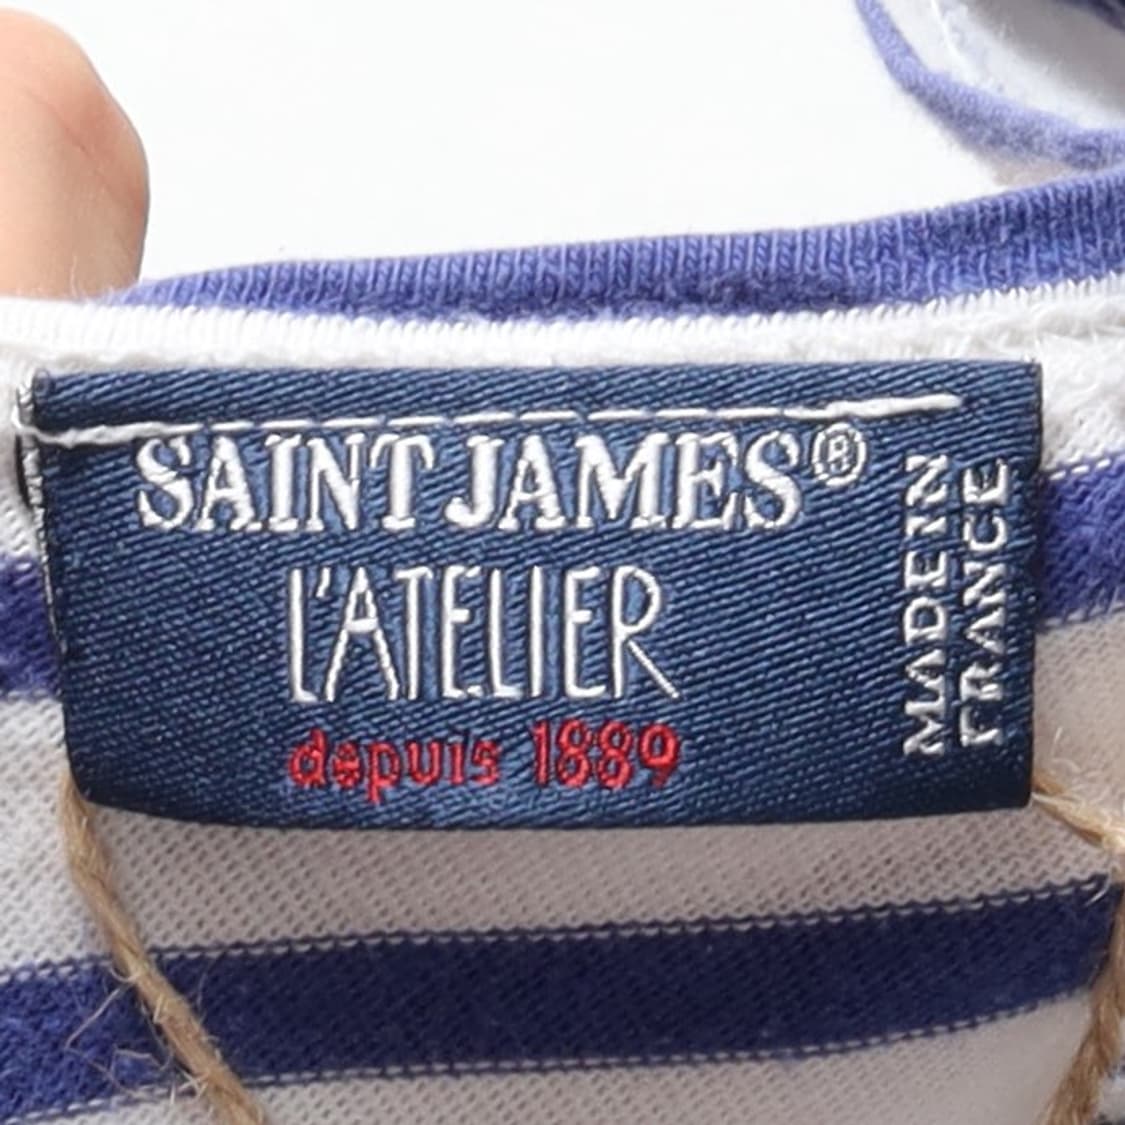 SAINT JAMES®
L'ATELIER
depuis 1889
MADE IN
FRANCE